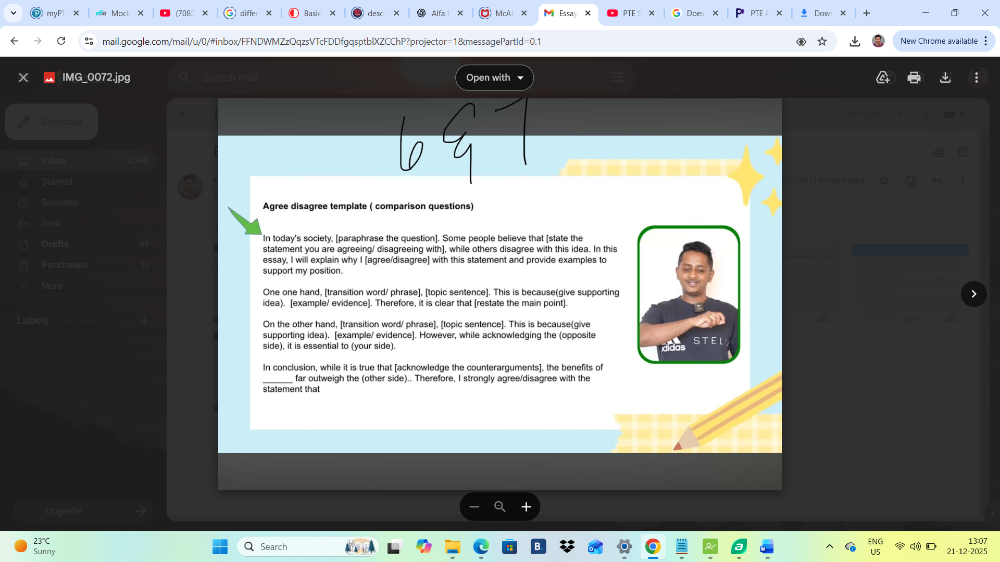 myPT
Mock
(7085
differ
Basic
desc-
Alfa
McAf
Essay
PTE S
Does
PTE A
Down
mail.google.com/mail/u/0/#inbox/FFNDWMZzQqzsVTcFDDfgqsptblXZCChP?projector=1&messagePartId=0.1
New Chrome available
IMG_0072.jpg
Search mail
Open with
Compose
2 of 11,688
Inbox 8,340
Starred
Snoozed
Sent
Drafts 49
Purchases 13
More
Labels
Upgrade
:02 PM (3 minutes ago)
6 & 7
Agree disagree template ( comparison questions)
In today's society, [paraphrase the question]. Some people believe that [state the
statement you are agreeing/ disagreeing with], while others disagree with this idea. In this
essay, I will explain why I [agree/disagree] with this statement and provide examples to
support my position.
One one hand, [transition word/ phrase], [topic sentence]. This is because(give supporting
idea).  [example/ evidence]. Therefore, it is clear that [restate the main point].
On the other hand, [transition word/ phrase], [topic sentence]. This is because(give
supporting idea).  [example/ evidence]. However, while acknowledging the (opposite
side), it is essential to (your side).
In conclusion, while it is true that [acknowledge the counterarguments], the benefits of
______ far outweigh the (other side).. Therefore, I strongly agree/disagree with the
statement that
adidas
STEL
23°C
Sunny
Search
B.
ENG
US
13:07
21-12-2025